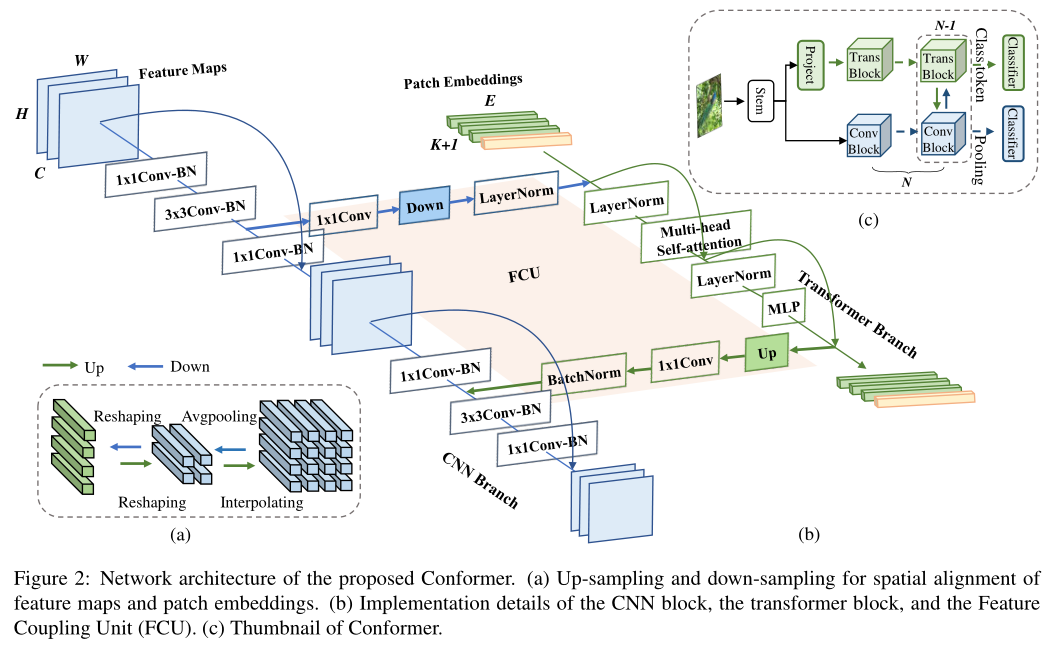 W
Feature Maps
H
C
1x1Conv-BN
3x3Conv-BN
1x1Conv-BN
Patch Embeddings
E
K+1
1x1Conv
Down
LayerNorm
LayerNorm
Multi-head
Self-attention
LayerNorm
MLP
Transformer Branch
FCU
Up
1x1Conv
BatchNorm
1x1Conv-BN
3x3Conv-BN
1x1Conv-BN
CNN Branch
(b)
Up
Down
Reshaping
Avgpooling
Reshaping
Interpolating
(a)
N-1
Stem
Project
Trans
Block
Trans
Block
Class token
Classifier
Conv
Block
Conv
Block
Pooling
Classifier
N
(c)
Figure 2: Network architecture of the proposed Conformer. (a) Up-sampling and down-sampling for spatial alignment of
feature maps and patch embeddings. (b) Implementation details of the CNN block, the transformer block, and the Feature
Coupling Unit (FCU). (c) Thumbnail of Conformer.